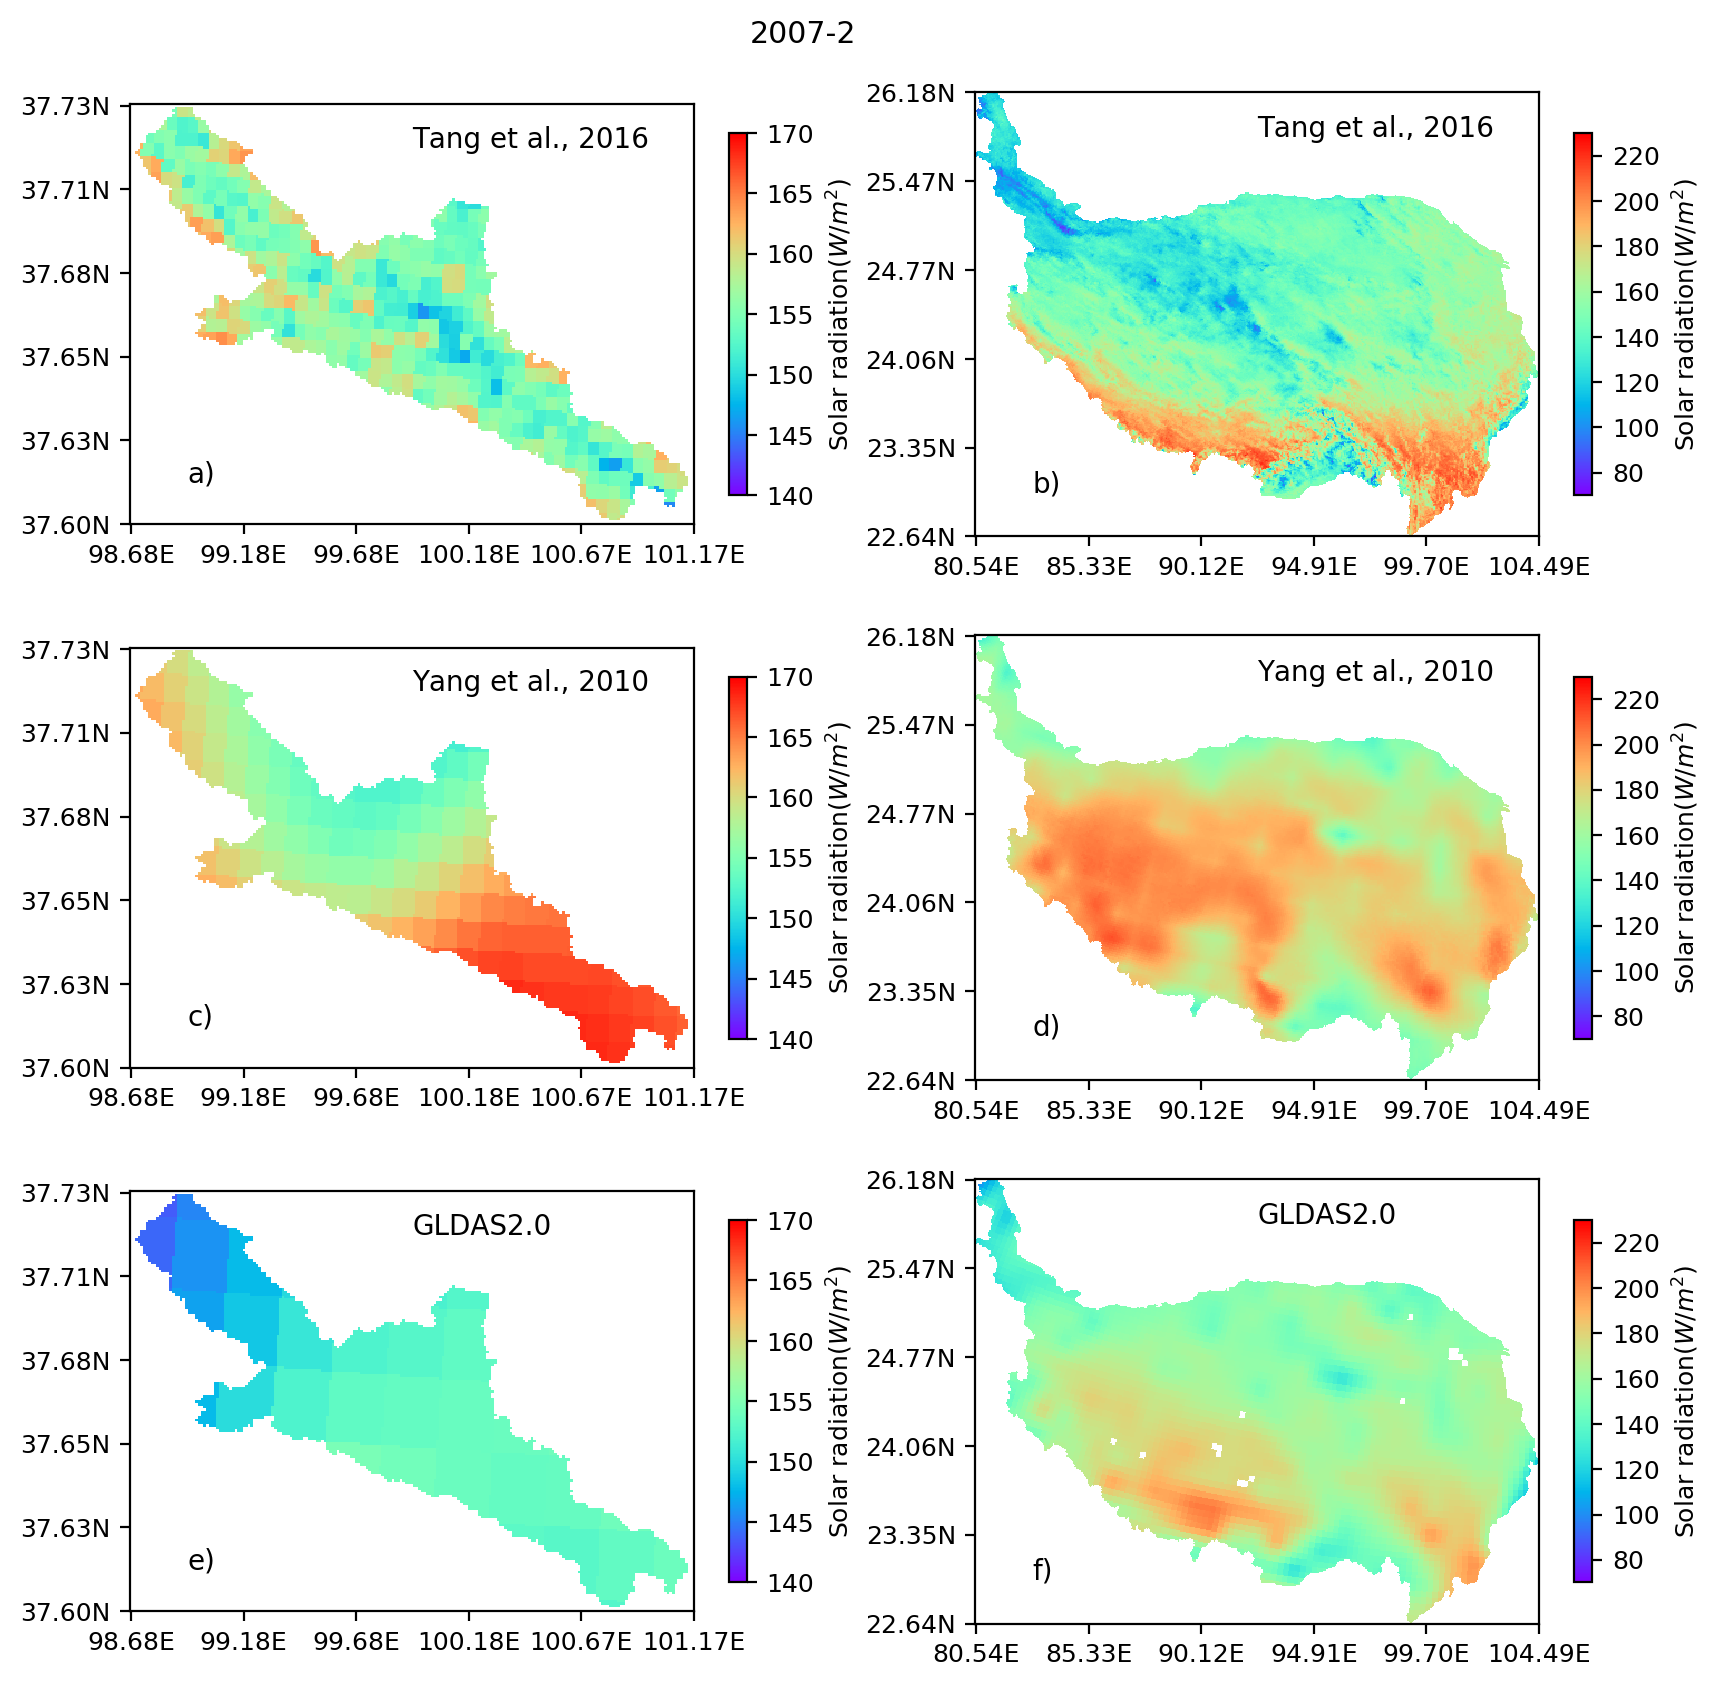 2007-2
37.73N
37.71N
37.68N
37.65N
37.63N
37.60N
98.68E 99.18E 99.68E 100.18E 100.67E 101.17E
Tang et al., 2016
a)
170
165
160
155
150
145
140
Solar radiation(W/m²)
26.18N
25.47N
24.77N
24.06N
23.35N
22.64N
80.54E 85.33E 90.12E 94.91E 99.70E 104.49E
Tang et al., 2016
b)
220
200
180
160
140
120
100
80
Solar radiation(W/m²)
37.73N
37.71N
37.68N
37.65N
37.63N
37.60N
98.68E 99.18E 99.68E 100.18E 100.67E 101.17E
Yang et al., 2010
c)
170
165
160
155
150
145
140
Solar radiation(W/m²)
26.18N
25.47N
24.77N
24.06N
23.35N
22.64N
80.54E 85.33E 90.12E 94.91E 99.70E 104.49E
Yang et al., 2010
d)
220
200
180
160
140
120
100
80
Solar radiation(W/m²)
37.73N
37.71N
37.68N
37.65N
37.63N
37.60N
98.68E 99.18E 99.68E 100.18E 100.67E 101.17E
GLDAS2.0
e)
170
165
160
155
150
145
140
Solar radiation(W/m²)
26.18N
25.47N
24.77N
24.06N
23.35N
22.64N
80.54E 85.33E 90.12E 94.91E 99.70E 104.49E
GLDAS2.0
f)
220
200
180
160
140
120
100
80
Solar radiation(W/m²)